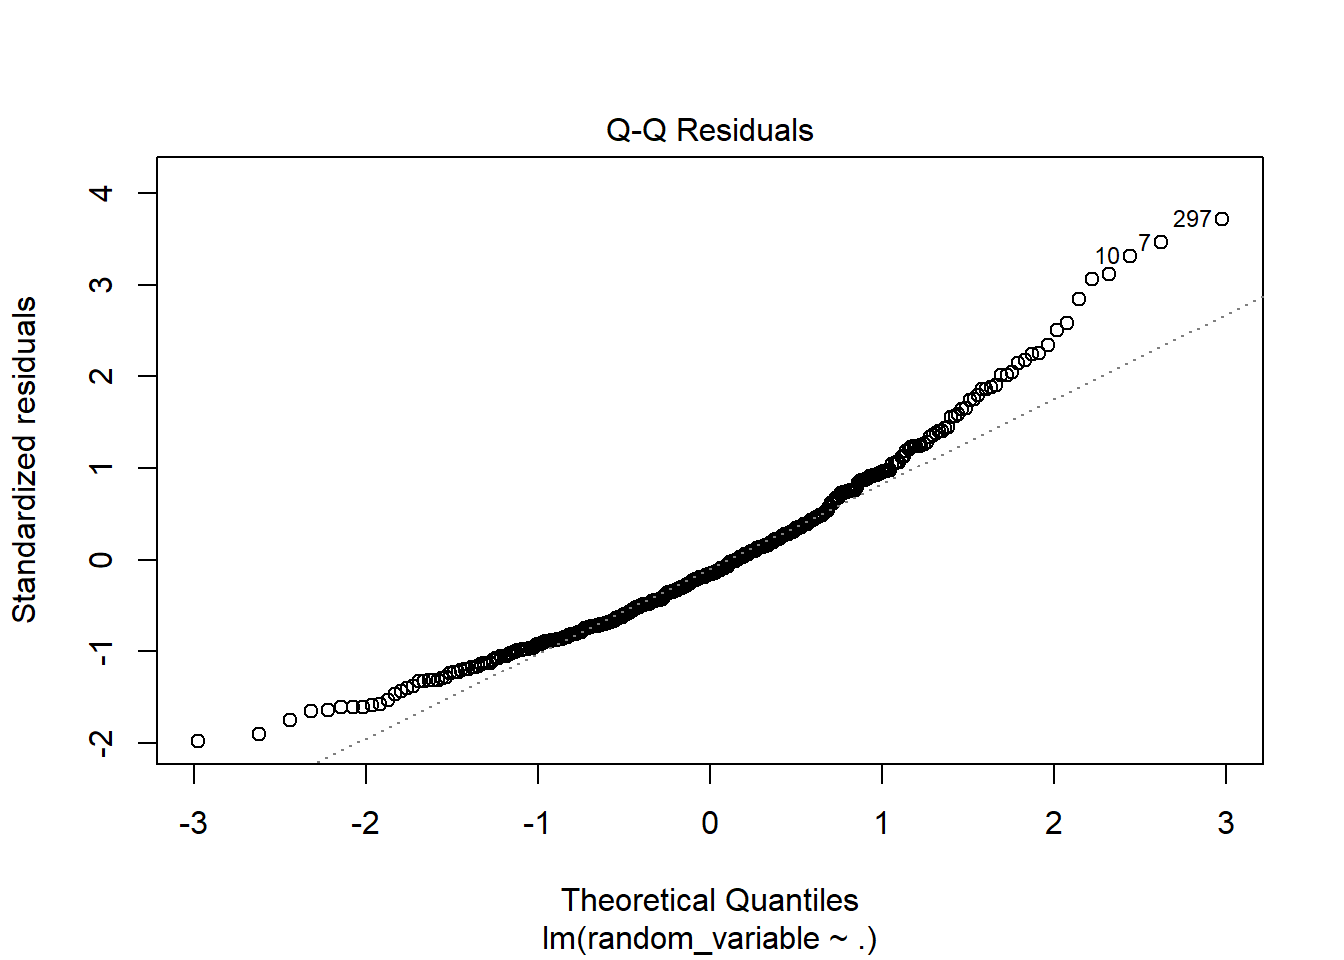 Q-Q Residuals
Standardized residuals
4
3
2
1
0
-1
-2
297
7
10
-3 -2 -1 0 1 2 3
Theoretical Quantiles
lm(random_variable ~ .)